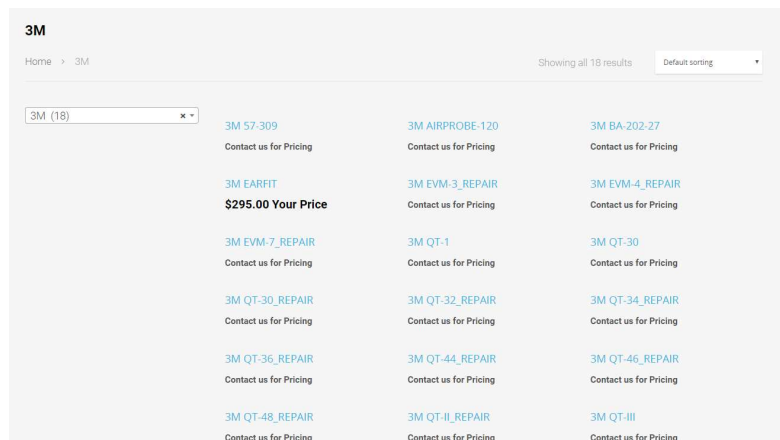 3M
Home > 3M
Showing all 18 results
Default sorting
3M (18)
3M 57-309
Contact us for Pricing
3M AIRPROBE-120
Contact us for Pricing
3M BA-202-27
Contact us for Pricing
3M EARFIT
$295.00 Your Price
3M EVM-3_REPAIR
Contact us for Pricing
3M EVM-4_REPAIR
Contact us for Pricing
3M EVM-7_REPAIR
Contact us for Pricing
3M QT-1
Contact us for Pricing
3M QT-30
Contact us for Pricing
3M QT-30_REPAIR
Contact us for Pricing
3M QT-32_REPAIR
Contact us for Pricing
3M QT-34_REPAIR
Contact us for Pricing
3M QT-36_REPAIR
Contact us for Pricing
3M QT-44_REPAIR
Contact us for Pricing
3M QT-46_REPAIR
Contact us for Pricing
3M QT-48_REPAIR
Contact us for Pricing
3M QT-II_REPAIR
Contact us for Pricing
3M QT-III
Contact us for Pricing